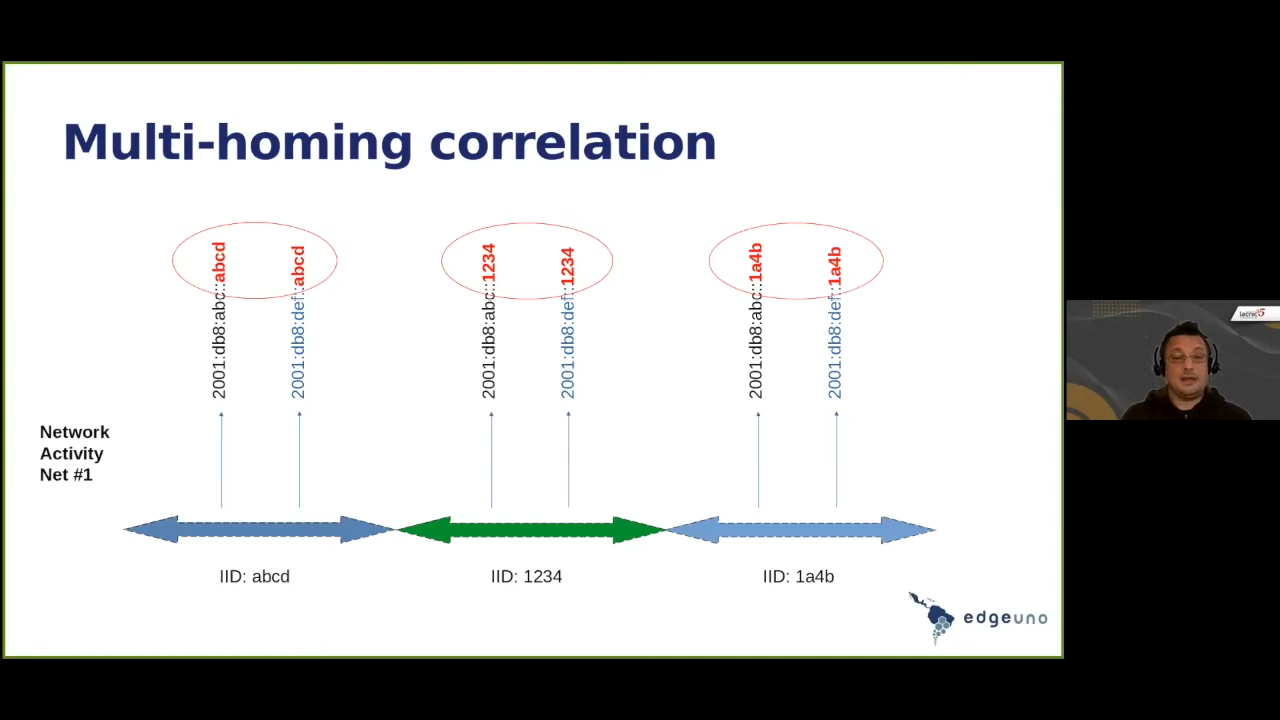 Multi-homing correlation
2001:db8:abc::abcd
2001:db8:def::abcd
2001:db8:abc::1234
2001:db8:def::1234
2001:db8:abc::1a4b
2001:db8:def::1a4b
Network
Activity
Net #1
IID: abcd
IID: 1234
IID: 1a4b
edgeuno